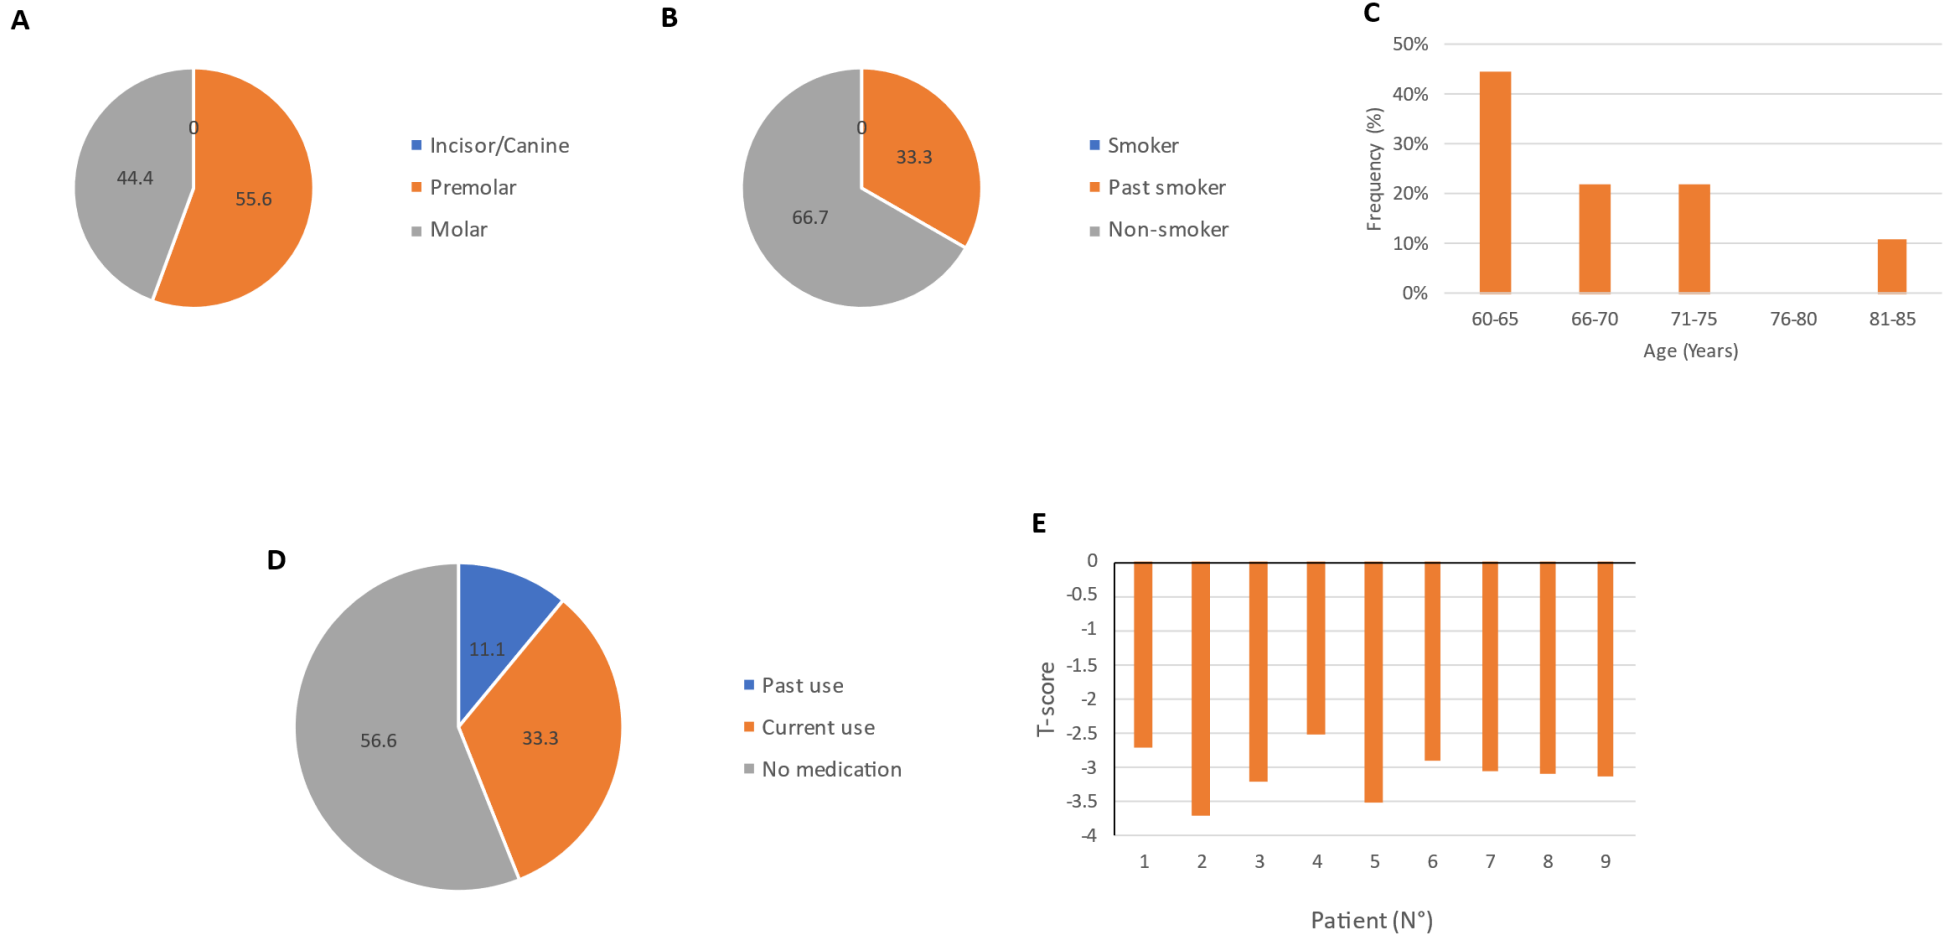 A
0
44.4
55.6
Incisor/Canine
Premolar
Molar
B
0
33.3
66.7
Smoker
Past smoker
Non-smoker
C
50%
40%
30%
20%
10%
0%
Frequency (%)
60-65 66-70 71-75 76-80 81-85
Age (Years)
D
11.1
56.6
33.3
Past use
Current use
No medication
E
0
-0.5
-1
-1.5
-2
-2.5
-3
-3.5
-4
T-score
1 2 3 4 5 6 7 8 9
Patient (N°)